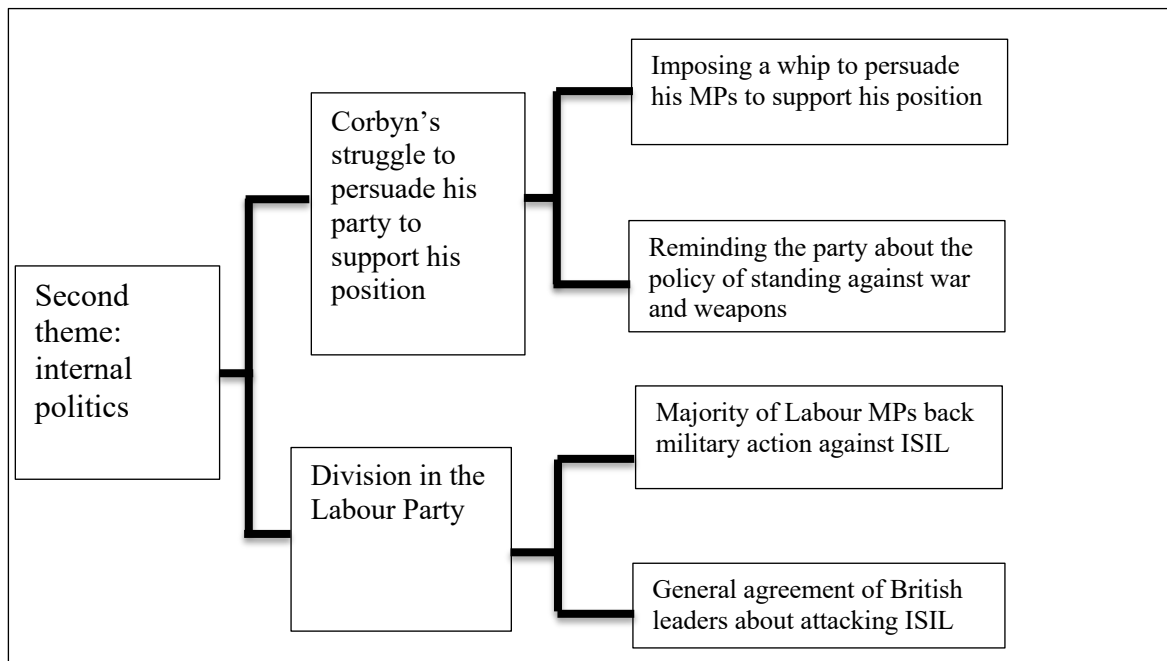 Second
theme:
internal
politics
Corbyn’s
struggle to
persuade his
party to
support his
position
Imposing a whip to persuade
his MPs to support his position
Reminding the party about the
policy of standing against war
and weapons
Division in the
Labour Party
Majority of Labour MPs back
military action against ISIL
General agreement of British
leaders about attacking ISIL